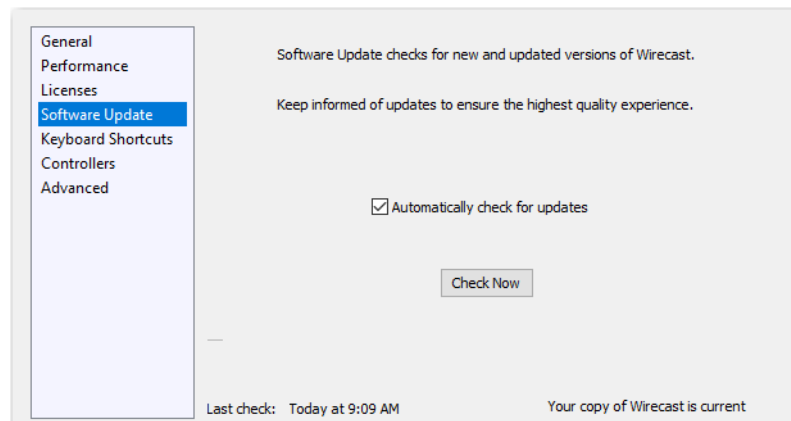 General
Performance
Licenses
Software Update
Keyboard Shortcuts
Controllers
Advanced
Software Update checks for new and updated versions of Wirecast.
Keep informed of updates to ensure the highest quality experience.
Automatically check for updates
Check Now
Last check: Today at 9:09 AM
Your copy of Wirecast is current